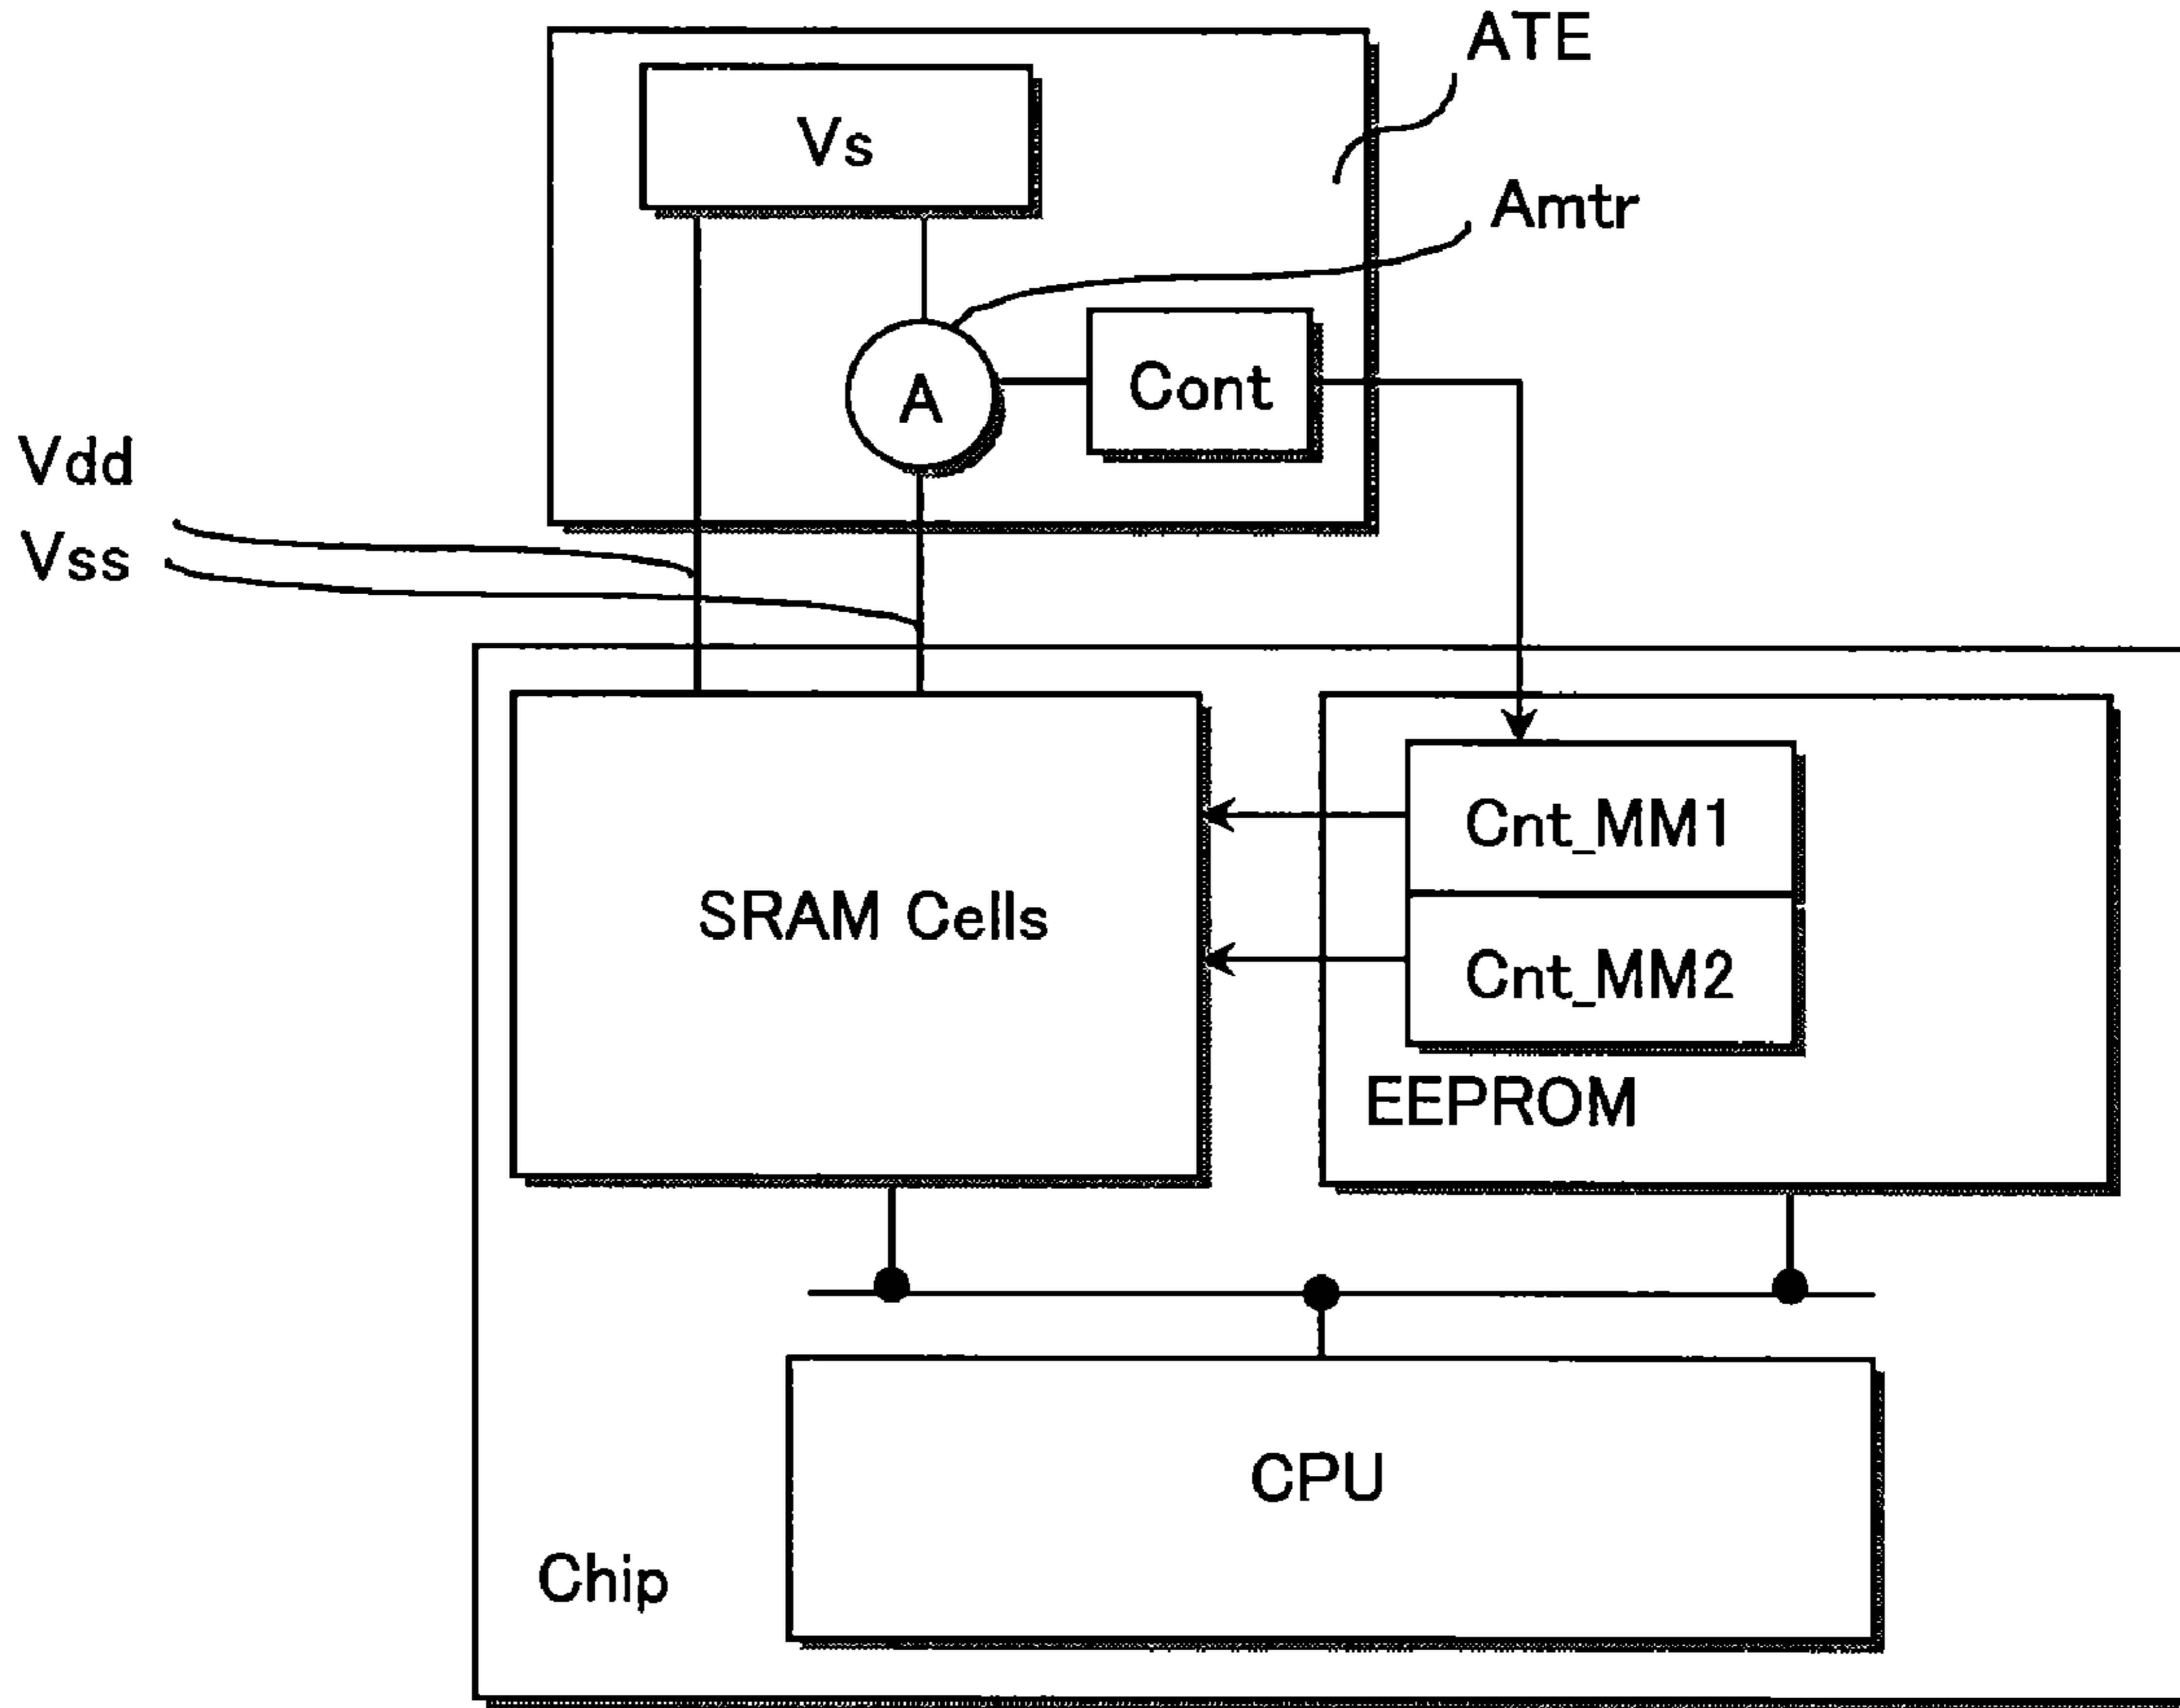 ATE
Vs
Amtr
Cont
A
Vdd
Vss
Cnt_MM1
SRAM Cells
Cnt_MM2
EEPROM
CPU
Chip